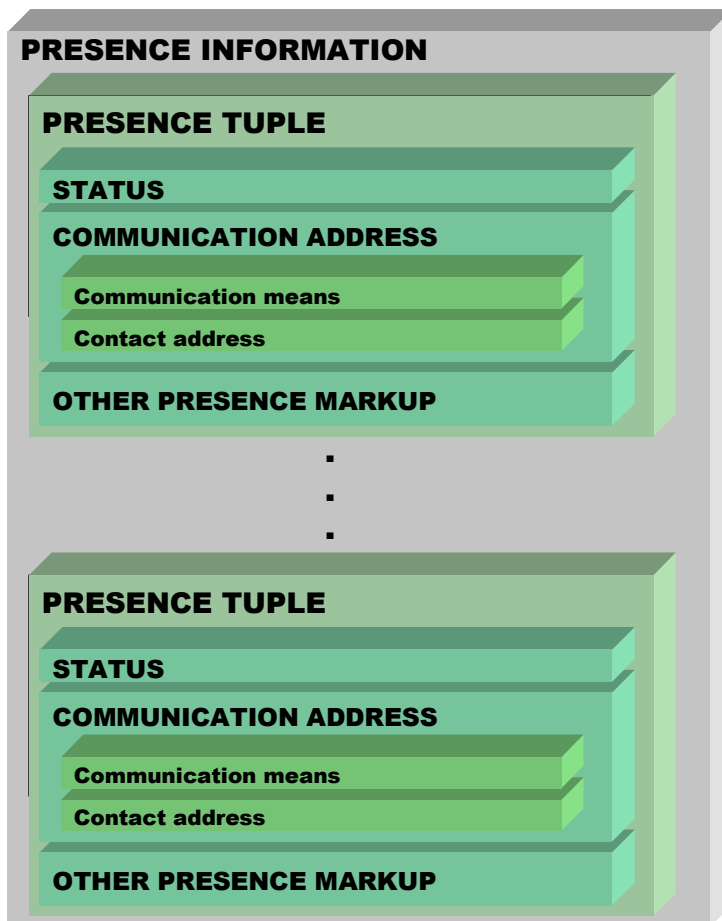 PRESENCE INFORMATION
PRESENCE TUPLE
STATUS
COMMUNICATION ADDRESS
Communication means
Contact address
OTHER PRESENCE MARKUP
.
.
.
PRESENCE TUPLE
STATUS
COMMUNICATION ADDRESS
Communication means
Contact address
OTHER PRESENCE MARKUP